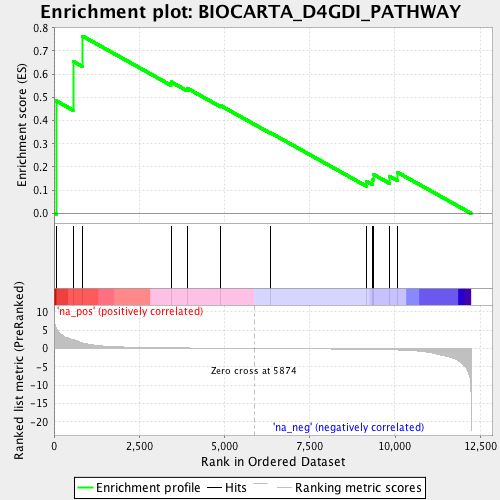 Enrichment plot: BIOCARTA_D4GDI_PATHWAY
Enrichment score (ES)
0.8
0.7
0.6
0.5
0.4
0.3
0.2
0.1
0.0
'na_pos' (positively correlated)
Ranked list metric (PreRanked)
10
5
0
-5
-10
-15
-20
Zero cross at 5874
'na_neg' (negatively correlated)
0
2,500
5,000
7,500
10,000
12,500
Rank in Ordered Dataset
Enrichment profile
Hits
Ranking metric scores